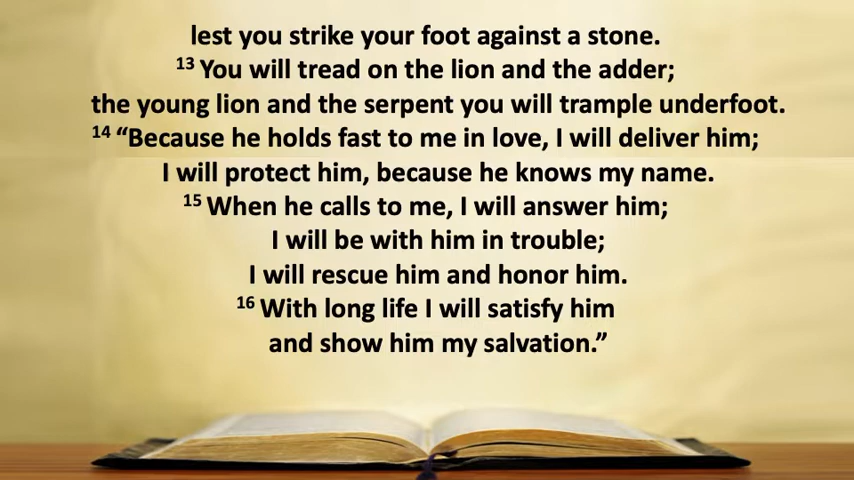 lest you strike your foot against a stone.
13 You will tread on the lion and the adder;
the young lion and the serpent you will trample underfoot.
14 “Because he holds fast to me in love, I will deliver him;
I will protect him, because he knows my name.
15 When he calls to me, I will answer him;
I will be with him in trouble;
I will rescue him and honor him.
16 With long life I will satisfy him
and show him my salvation.”